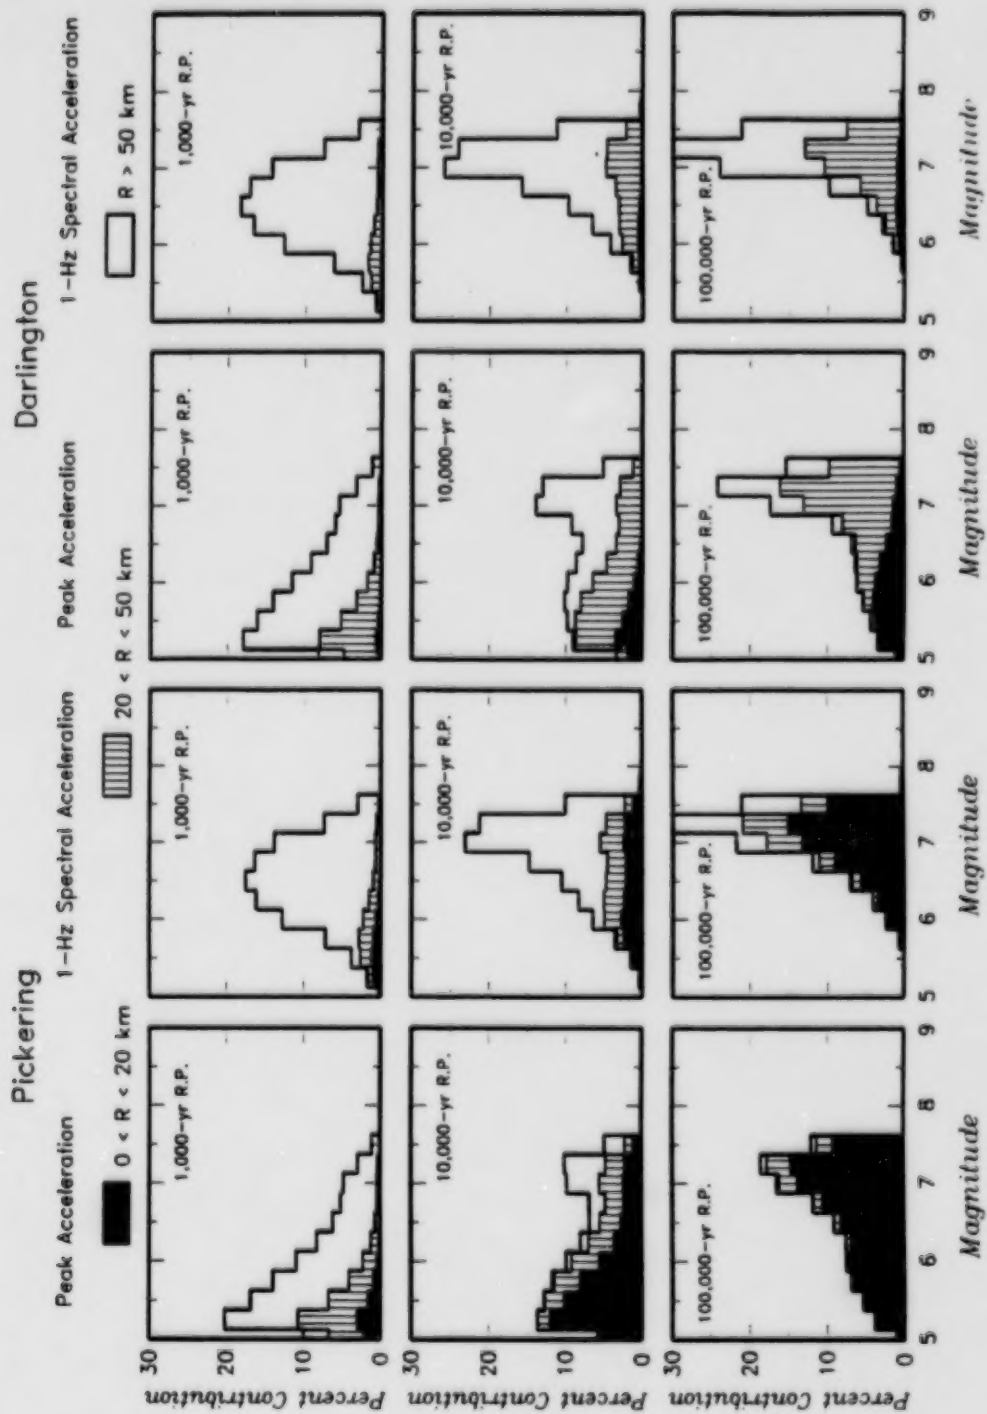 Pickering
Darlington
Peak Acceleration
1-Hz Spectral Acceleration
Peak Acceleration
1-Hz Spectral Acceleration
0 < R < 20 km
20 < R < 50 km
R > 50 km
Percent Contribution
30
20
10
0
1,000-yr R.P.
1,000-yr R.P.
1,000-yr R.P.
1,000-yr R.P.
Percent Contribution
30
20
10
0
10,000-yr R.P.
10,000-yr R.P.
10,000-yr R.P.
10,000-yr R.P.
Percent Contribution
30
20
10
0
100,000-yr R.P.
100,000-yr R.P.
100,000-yr R.P.
100,000-yr R.P.
5 6 7 8 9
5 6 7 8 9
5 6 7 8 9
5 6 7 8 9
Magnitude
Magnitude
Magnitude
Magnitude